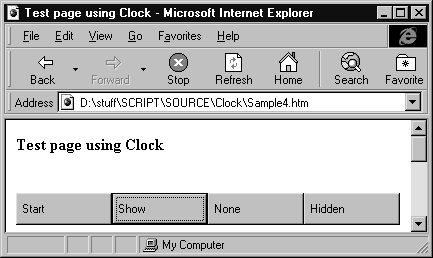 Test page using Clock - Microsoft Internet Explorer
File Edit View Go Favorites Help
Back Forward Stop Refresh Home Search Favorite
Address D:\stuff\SCRIPT\SOURCE\Clock\Sample4.htm
Test page using Clock
Start Show None Hidden
My Computer